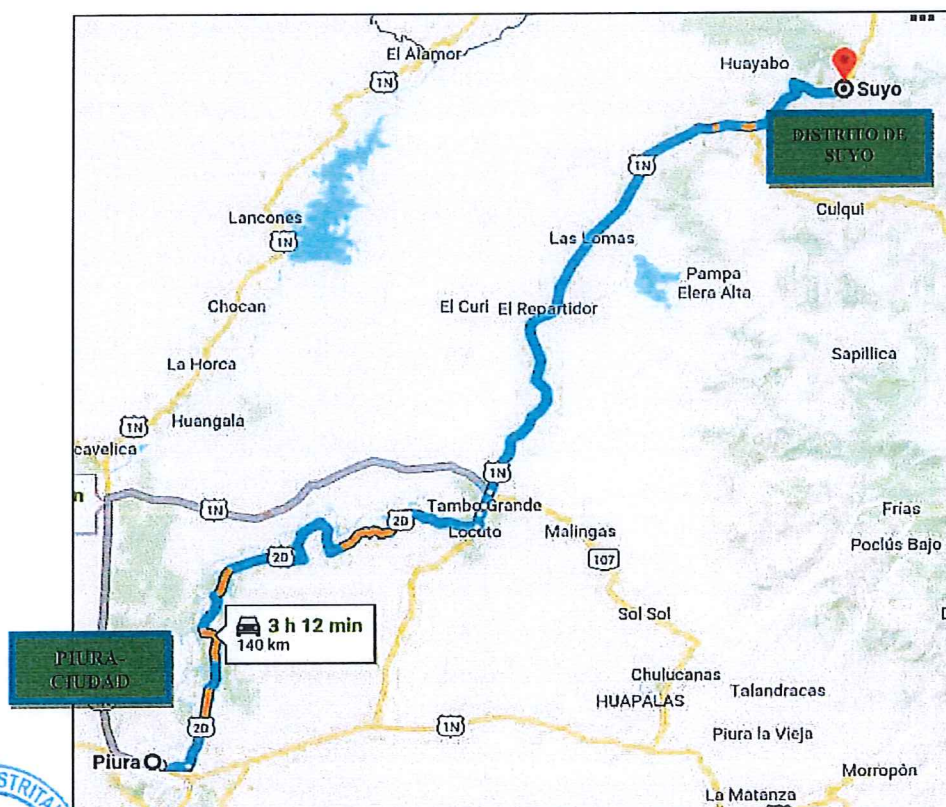 El Alamor
1N
Huayabo
Suyo
DISTRITO DE
SUYO
1N
Culqui
Lancones
1N
Las Lomas
Pampa
Elera Alta
Chocan
El Curi
El Repartidor
La Horca
Sapillica
Huangala
1N
cavelica
1N
n
1N
Tambo Grande
2D
Locuto
Malingas
Frias
Poclús Bajo
2D
107
Sol Sol
3 h 12 min
140 km
PIURA-
CIUDAD
Chulucanas
HUAPALAS
Talandracas
2D
1N
Piura la Vieja
Piura
Morropón
La Matanza
STRITA